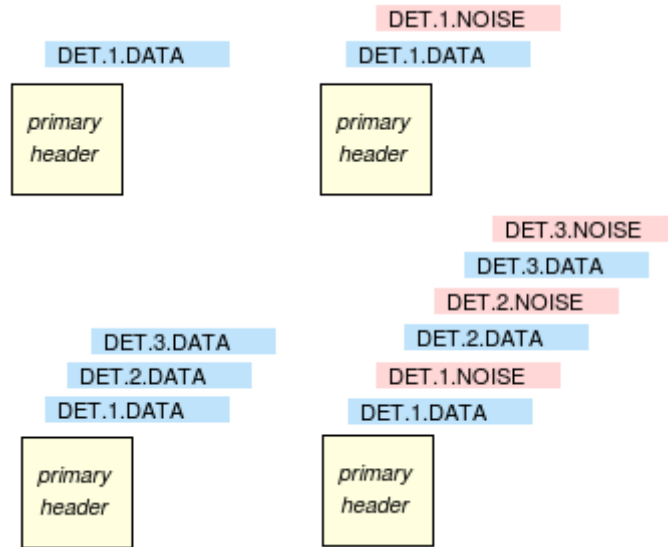 DET.1.DATA
primary
header
DET.1.NOISE
DET.1.DATA
primary
header
DET.3.DATA
DET.2.DATA
DET.1.DATA
primary
header
DET.3.NOISE
DET.3.DATA
DET.2.NOISE
DET.2.DATA
DET.1.NOISE
DET.1.DATA
primary
header